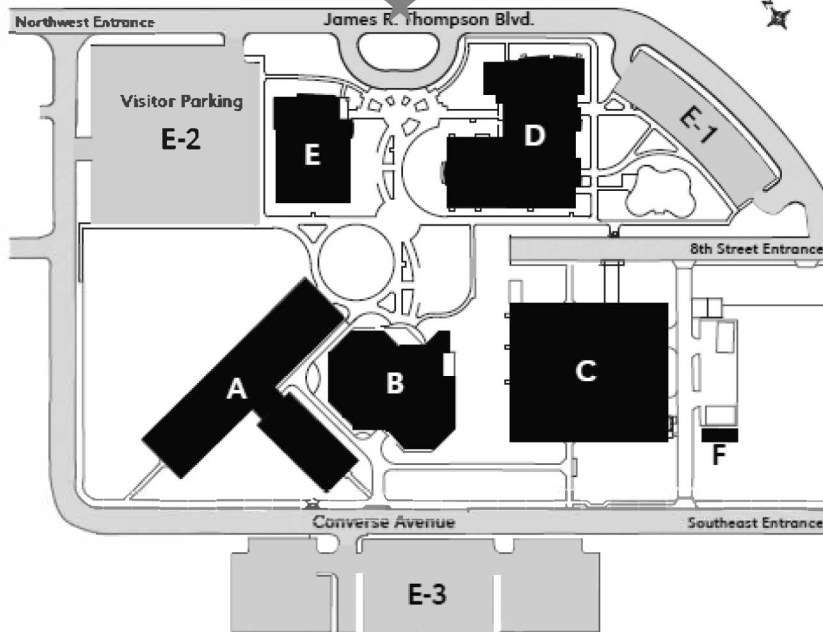 Northwest Entrance
James R. Thompson Blvd.
Visitor Parking
E-2
E
D
E-1
8th Street Entrance
A
B
C
F
Converse Avenue
Southeast Entrance
E-3